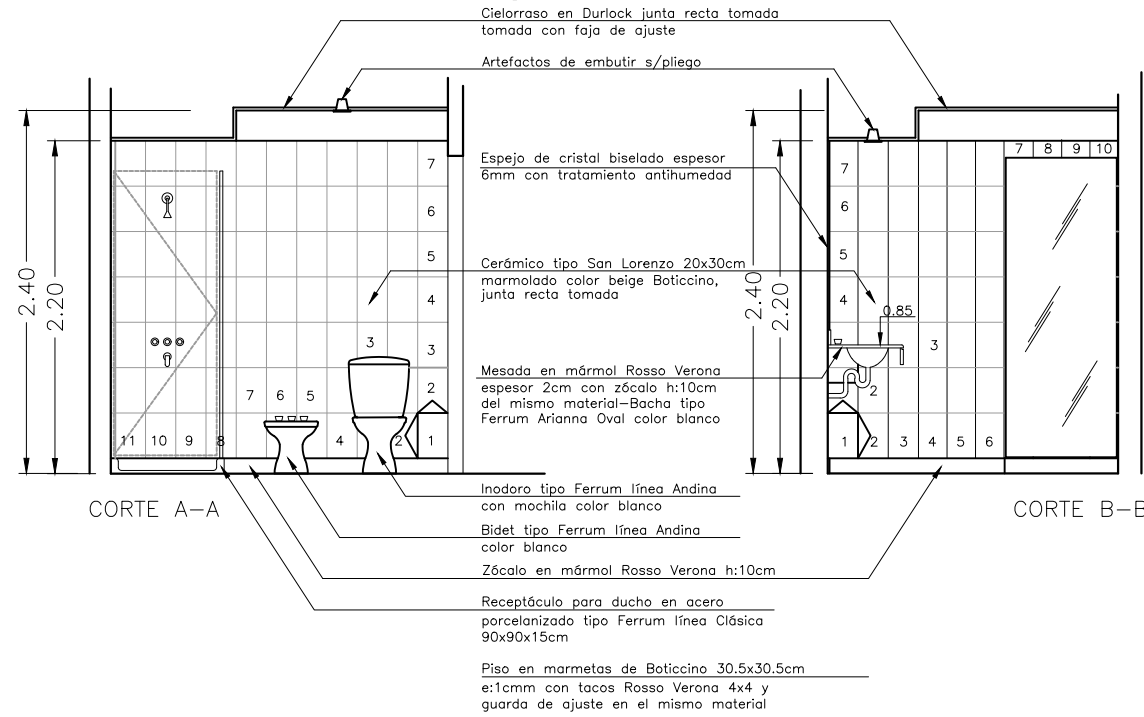 Cielorraso en Durlock junta recta tomada
tomada con faja de ajuste
Artefactos de embutir s/pliego
Espejo de cristal biselado espesor
6mm con tratamiento antihumedad
Cerámico tipo San Lorenzo 20x30cm
marmolado color beige Boticcino,
junta recta tomada
Mesada en mármol Rosso Verona
espesor 2cm con zócalo h:10cm
del mismo material–Bacha tipo
Ferrum Arianna Oval color blanco
Inodoro tipo Ferrum línea Andina
con mochila color blanco
Bidet tipo Ferrum línea Andina
color blanco
Zócalo en mármol Rosso Verona h:10cm
Receptáculo para ducho en acero
porcelanizado tipo Ferrum línea Clásica
90x90x15cm
Piso en marmetas de Boticcino 30.5x30.5cm
e:1cmm con tacos Rosso Verona 4x4 y
guarda de ajuste en el mismo material
2.40
2.20
7
6
5
4
3
3
2
7 6 5
11 10 9 8 4 2 1
CORTE A–A
2.40
2.20
7 8 9 10
7
6
5
4
0.85
3
2
1 2 3 4 5 6
CORTE B–B